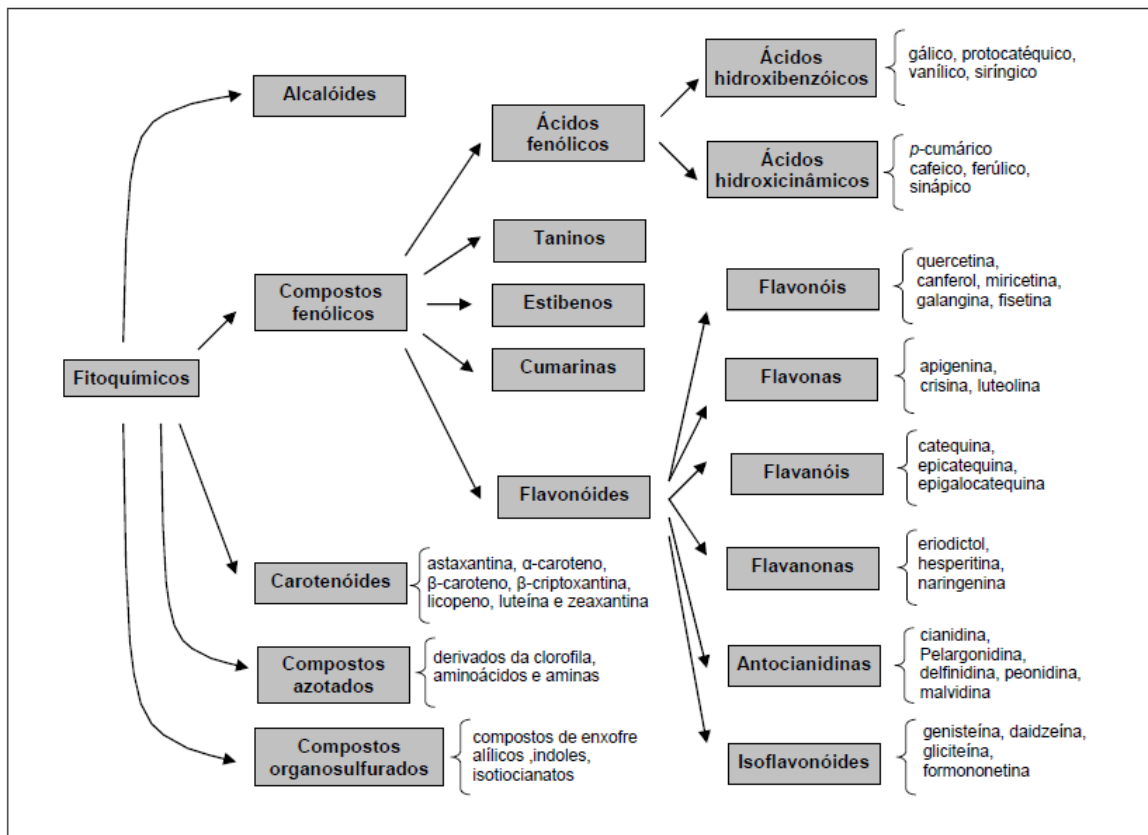 Fitoquímicos
Alcalóides
Compostos
fenólicos
Ácidos
fenólicos
Ácidos
hidroxibenzóicos
gálico, protocatéquico,
vanílico, siríngico
Ácidos
hidroxicinâmicos
p-cumárico
cafeico, ferúlico,
sinápico
Taninos
Estibenos
Cumarinas
Flavonóides
Flavonóis
quercetina,
canferol, miricetina,
galangina, fisetina
Flavonas
apigenina,
crisina, luteolina
Flavanóis
catequina,
epicatequina,
epigalocatequina
Flavanonas
eriodictol,
hesperitina,
naringenina
Antocianidinas
cianidina,
Pelargonidina,
delfinidina, peonidina,
malvidina
Isoflavonóides
genisteína, daidzeína,
gliciteína,
formononetina
Carotenóides
astaxantina, α-caroteno,
β-caroteno, β-criptoxantina,
licopeno, luteína e zeaxantina
Compostos
azotados
derivados da clorofila,
aminoácidos e aminas
Compostos
organosulfurados
compostos de enxofre
alílicos ,indoles,
isotiocianatos